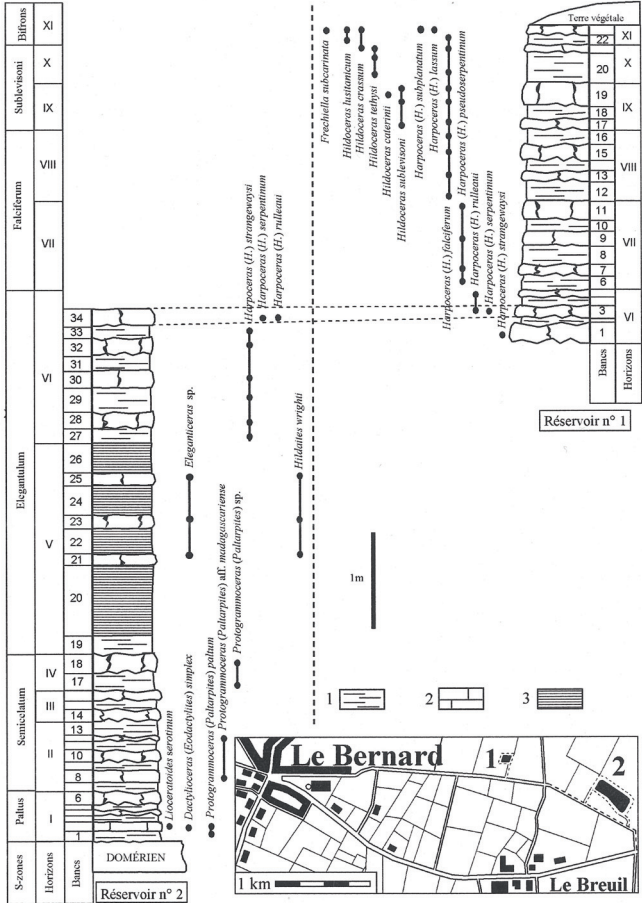 Bifrons
Sublevisoni
Falciferum
Elegantulum
Semicelatum
Paltus
S-zones
XI
X
IX
VIII
VII
VI
V
IV
III
II
I
Horizons
34
33
32
31
30
29
28
27
26
25
24
23
22
21
20
19
18
17
14
13
10
8
6
1
Bancs
DOMÉRIEN
Réservoir n° 2
Lioceratoides serotinum
Dactylioceras (Eodactylites) simplex
Protogrammoceras (Paltarpites) paltum
Protogrammoceras (Paltarpites) aff. madagascariense
Protogrammoceras (Paltarpites) sp.
Eleganticeras sp.
Hildaites wrighti
Harpoceras (H.) strangewaysi
Harpoceras (H.) serpentinum
Harpoceras (H.) rulleaui
Frechiella subcarinata
Hildoceras lusitanicum
Hildoceras crassum
Hildoceras tethysi
Hildoceras caterinii
Hildoceras sublevisoni
Harpoceras (H.) subplanatum
Harpoceras (H.) lassum
Harpoceras (H.) falciferum
Harpoceras (H.) pseudoserpentinum
Harpoceras (H.) rulleaui
Harpoceras (H.) serpentinum
Harpoceras (H.) strangewaysi
Terre végétale
22
20
19
18
17
16
15
13
12
11
10
9
8
7
6
3
1
Bancs
XI
X
IX
VIII
VII
VI
Horizons
Réservoir n° 1
1m
1
2
3
Le Bernard
1
2
1 km
Le Breuil